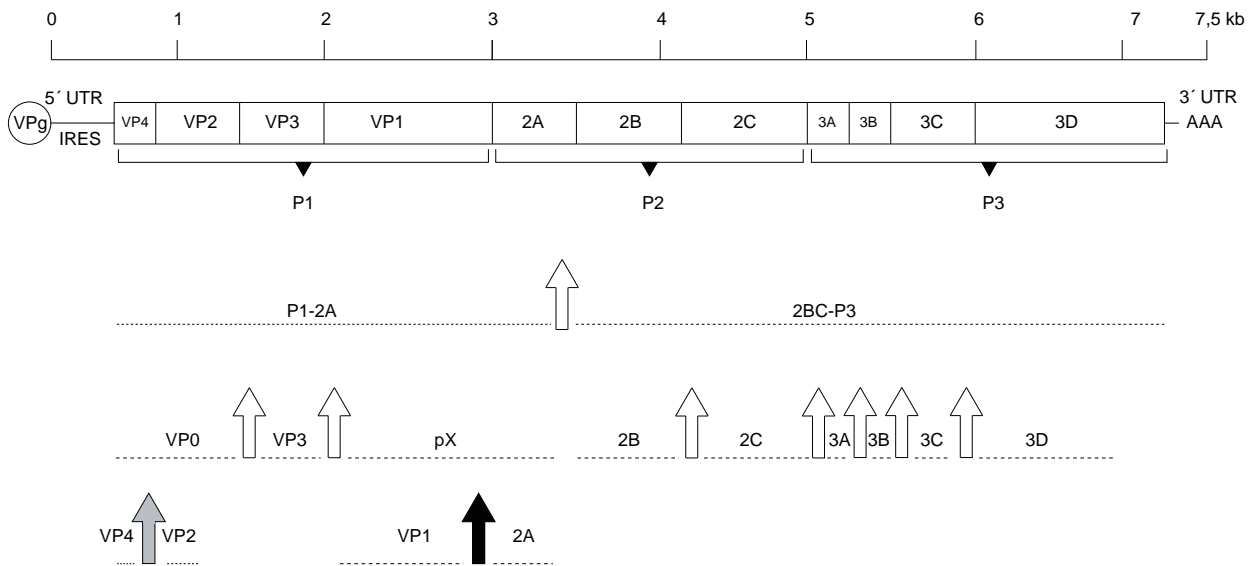 0 1 2 3 4 5 6 7 7,5 kb
5´ UTR 3´ UTR
VPg VP4 VP2 VP3 VP1 2A 2B 2C 3A 3B 3C 3D AAA
IRES
P1 P2 P3
P1-2A 2BC-P3
VP0 VP3 pX 2B 2C 3A 3B 3C 3D
VP4 VP2 VP1 2A